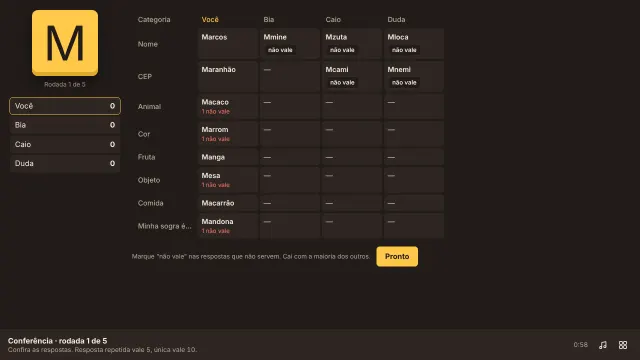 M
Rodada 1 de 5
Você 0
Bia 0
Caio 0
Duda 0
Categoria Você Bia Caio Duda
Nome Marcos Mmine Mzuta Mloca
não vale não vale não vale
CEP Maranhão — Mcami Mnemi
não vale não vale
Animal Macaco — — —
1 não vale
Cor Marrom — — —
1 não vale
Fruta Manga — — —
Objeto Mesa — — —
1 não vale
Comida Macarrão — — —
Minha sogra é... Mandona — — —
1 não vale
Marque "não vale" nas respostas que não servem. Cai com a maioria dos outros. Pronto
Conferência · rodada 1 de 5
Confira as respostas. Resposta repetida vale 5, única vale 10.
0:58